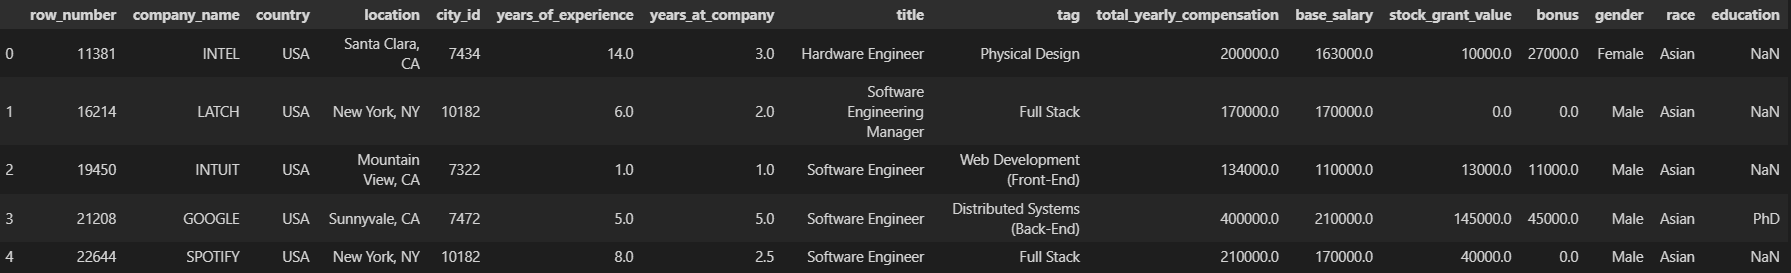 row_number company_name country location city_id years_of_experience years_at_company title tag total_yearly_compensation base_salary stock_grant_value bonus gender race education
0 11381 INTEL USA Santa Clara, CA 7434 14.0 3.0 Hardware Engineer Physical Design 200000.0 163000.0 10000.0 27000.0 Female Asian NaN
1 16214 LATCH USA New York, NY 10182 6.0 2.0 Software Engineering Manager Full Stack 170000.0 170000.0 0.0 0.0 Male Asian NaN
2 19450 INTUIT USA Mountain View, CA 7322 1.0 1.0 Software Engineer Web Development (Front-End) 134000.0 110000.0 13000.0 11000.0 Male Asian NaN
3 21208 GOOGLE USA Sunnyvale, CA 7472 5.0 5.0 Software Engineer Distributed Systems (Back-End) 400000.0 210000.0 145000.0 45000.0 Male Asian PhD
4 22644 SPOTIFY USA New York, NY 10182 8.0 2.5 Software Engineer Full Stack 210000.0 170000.0 40000.0 0.0 Male Asian NaN